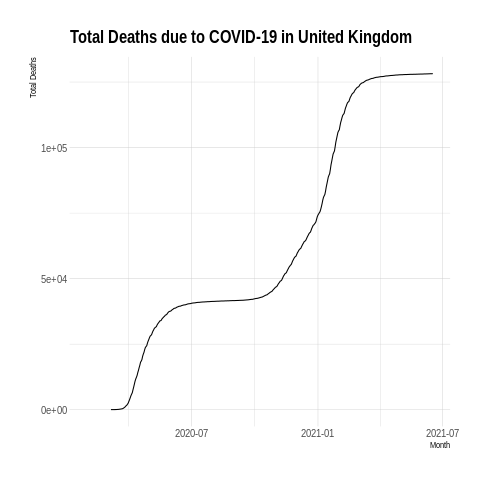 Total Deaths due to COVID-19 in United Kingdom
Total Deaths
1e+05
5e+04
0e+00
2020-07
2021-01
2021-07
Month